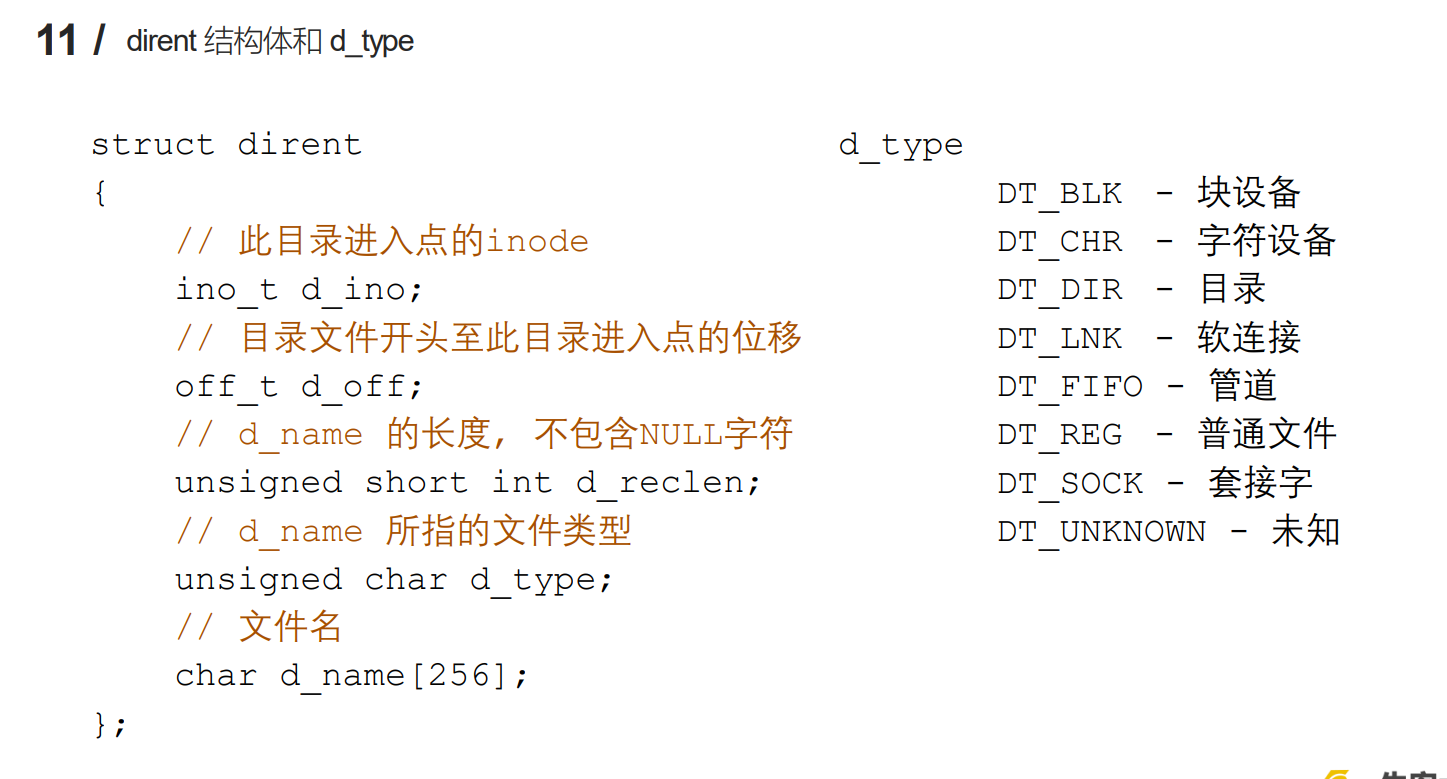 11 / dirent 结构体和 d_type
struct dirent
{
// 此目录进入点的inode
ino_t d_ino;
// 目录文件开头至此目录进入点的位移
off_t d_off;
// d_name 的长度, 不包含NULL字符
unsigned short int d_reclen;
// d_name 所指的文件类型
unsigned char d_type;
// 文件名
char d_name[256];
};
d_type
DT_BLK - 块设备
DT_CHR - 字符设备
DT_DIR - 目录
DT_LNK - 软连接
DT_FIFO - 管道
DT_REG - 普通文件
DT_SOCK - 套接字
DT_UNKNOWN - 未知